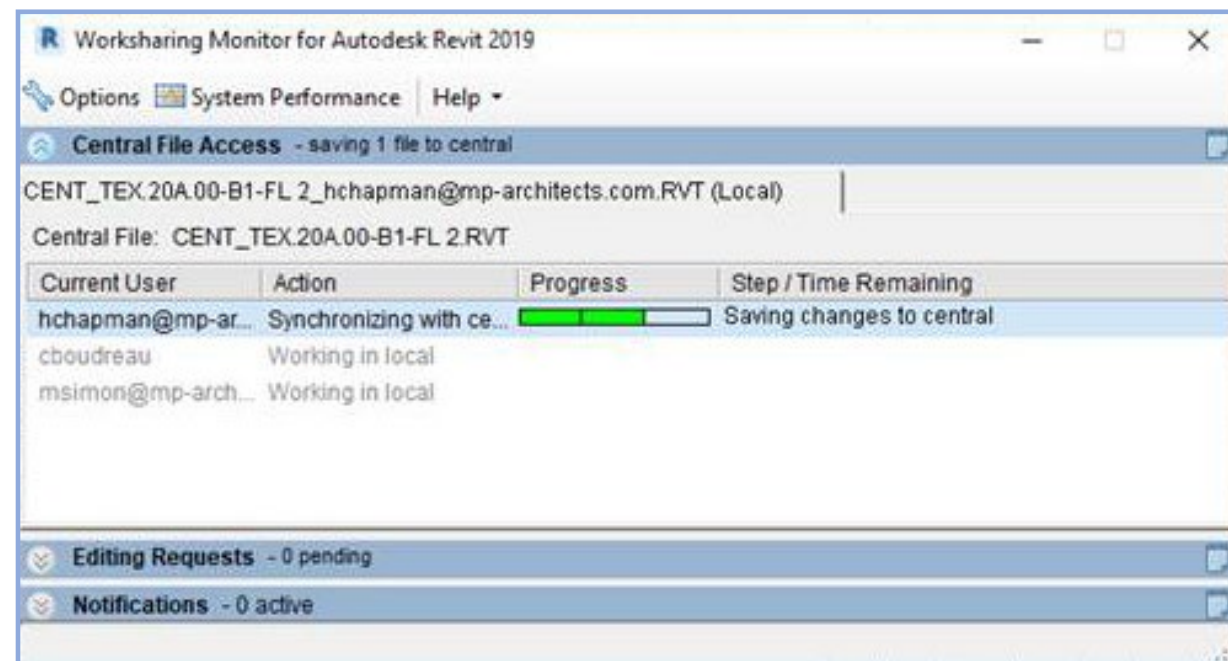 Worksharing Monitor for Autodesk Revit 2019
Options System Performance Help
Central File Access - saving 1 file to central
CENT_TEX.20A.00-B1-FL 2_hchapman@mp-architects.com.RVT (Local)
Central File: CENT_TEX.20A.00-B1-FL 2.RVT
Current User Action Progress Step / Time Remaining
hchapman@mp-ar... Synchronizing with ce... Saving changes to central
cboudreau Working in local
msimon@mp-arch... Working in local
Editing Requests - 0 pending
Notifications - 0 active